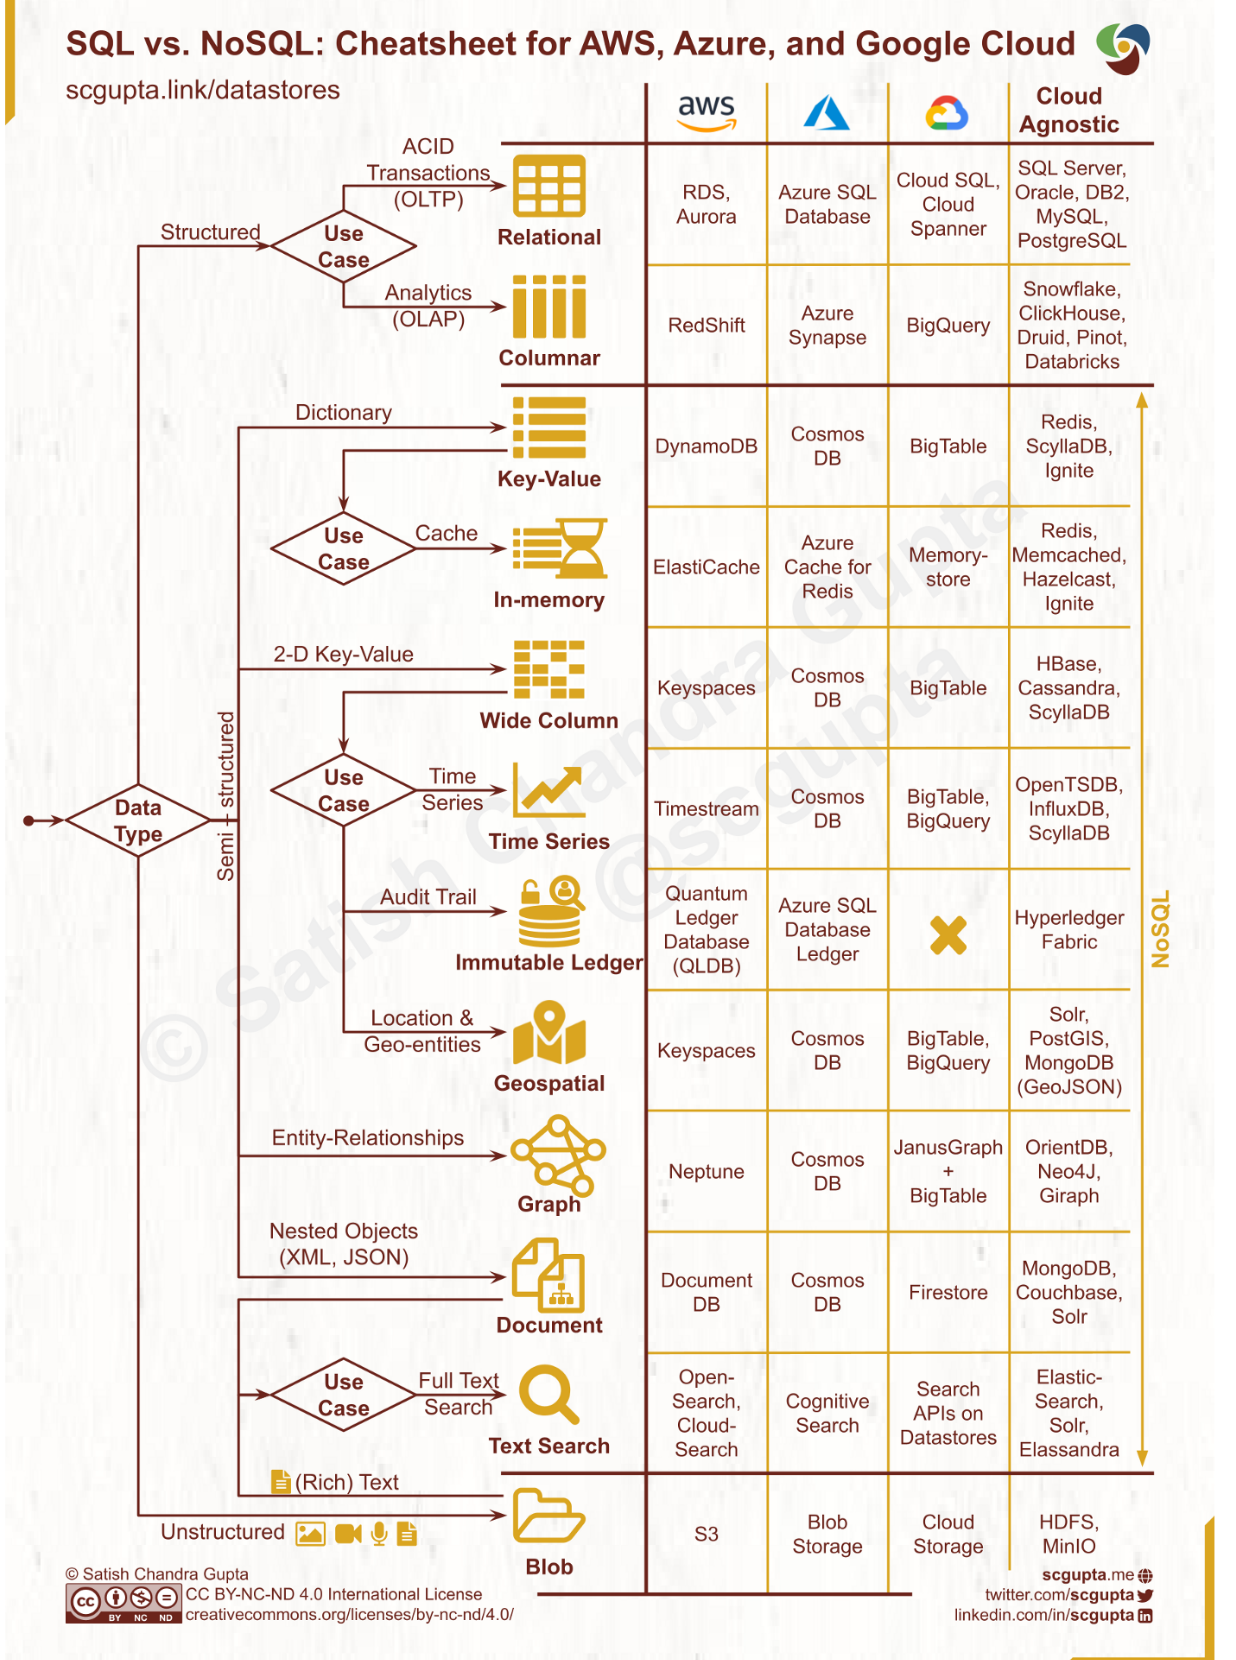 SQL vs. NoSQL: Cheatsheet for AWS, Azure, and Google Cloud
scgupta.link/datastores
aws
Cloud
Agnostic
Structured
Use
Case
ACID
Transactions
(OLTP)
Relational
RDS,
Aurora
Azure SQL
Database
Cloud SQL,
Cloud
Spanner
SQL Server,
Oracle, DB2,
MySQL,
PostgreSQL
Analytics
(OLAP)
Columnar
RedShift
Azure
Synapse
BigQuery
Snowflake,
ClickHouse,
Druid, Pinot,
Databricks
Dictionary
Key-Value
DynamoDB
Cosmos
DB
BigTable
Redis,
ScyllaDB,
Ignite
Use
Case
Cache
In-memory
ElastiCache
Azure
Cache for
Redis
Memory-
store
Redis,
Memcached,
Hazelcast,
Ignite
2-D Key-Value
Wide Column
Keyspaces
Cosmos
DB
BigTable
HBase,
Cassandra,
ScyllaDB
Data
Type
Semi - structured
Use
Case
Time
Series
Time Series
Timestream
Cosmos
DB
BigTable,
BigQuery
OpenTSDB,
InfluxDB,
ScyllaDB
Audit Trail
Immutable Ledger
Quantum
Ledger
Database
(QLDB)
Azure SQL
Database
Ledger
Hyperledger
Fabric
NoSQL
Location &
Geo-entities
Geospatial
Keyspaces
Cosmos
DB
BigTable,
BigQuery
Solr,
PostGIS,
MongoDB
(GeoJSON)
Entity-Relationships
Graph
Neptune
Cosmos
DB
JanusGraph
+
BigTable
OrientDB,
Neo4J,
Giraph
Nested Objects
(XML, JSON)
Document
Document
DB
Cosmos
DB
Firestore
MongoDB,
Couchbase,
Solr
Use
Case
Full Text
Search
Text Search
Open-
Search,
Cloud-
Search
Cognitive
Search
Search
APIs on
Datastores
Elastic-
Search,
Solr,
Elassandra
(Rich) Text
Unstructured
Blob
S3
Blob
Storage
Cloud
Storage
HDFS,
MinIO
© Satish Chandra Gupta
@scgupta
© Satish Chandra Gupta
cc BY NC ND
CC BY-NC-ND 4.0 International License
creativecommons.org/licenses/by-nc-nd/4.0/
scgupta.me
twitter.com/scgupta
linkedin.com/in/scgupta in